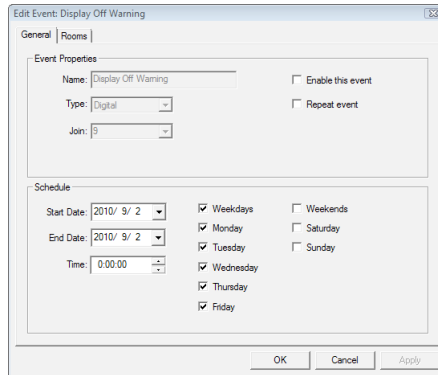 Edit Event: Display Off Warning
General
Rooms
Event Properties
Name: Display Off Warning
Enable this event
Type: Digital
Repeat event
Join: 9
Schedule
Start Date: 2010/ 9/ 2
Weekdays
Weekends
Monday
Saturday
End Date: 2010/ 9/ 2
Tuesday
Sunday
Time: 0:00:00
Wednesday
Thursday
Friday
OK
Cancel
Apply